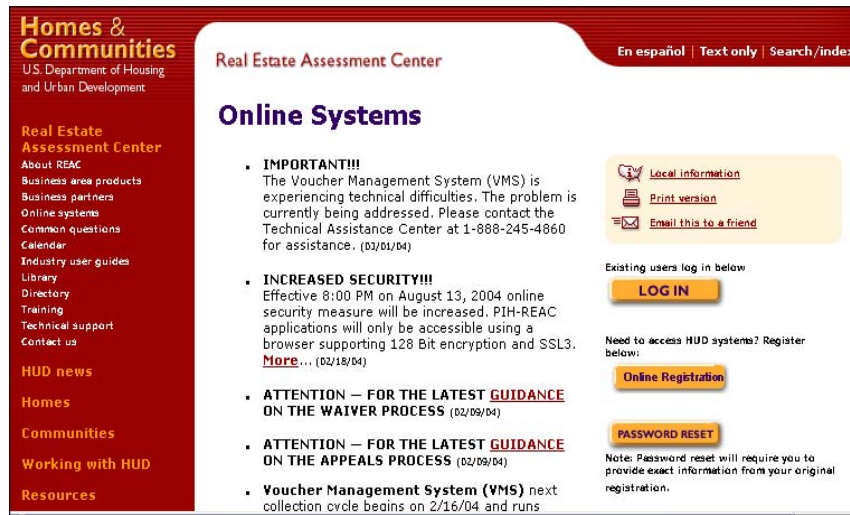 Homes &
Communities
U.S. Department of Housing
and Urban Development
Real Estate Assessment Center
En español | Text only | Search/index
Real Estate
Assessment Center
About REAC
Business area products
Business partners
Online systems
Common questions
Calendar
Industry user guides
Library
Directory
Training
Technical support
Contact us
HUD news
Homes
Communities
Working with HUD
Resources
Online Systems
IMPORTANT!!!
The Voucher Management System (VMS) is
experiencing technical difficulties. The problem is
currently being addressed. Please contact the
Technical Assistance Center at 1-888-245-4860
for assistance. (03/01/04)
INCREASED SECURITY!!!
Effective 8:00 PM on August 13, 2004 online
security measure will be increased. PIH-REAC
applications will only be accessible using a
browser supporting 128 Bit encryption and SSL3.
More... (02/18/04)
ATTENTION — FOR THE LATEST GUIDANCE
ON THE WAIVER PROCESS (02/09/04)
ATTENTION — FOR THE LATEST GUIDANCE
ON THE APPEALS PROCESS (02/09/04)
Voucher Management System (VMS) next
collection cycle begins on 2/16/04 and runs
Local information
Print version
Email this to a friend
Existing users log in below
LOG IN
Need to access HUD systems? Register
below:
Online Registration
PASSWORD RESET
Note: Password reset will require you to
provide exact information from your original
registration.